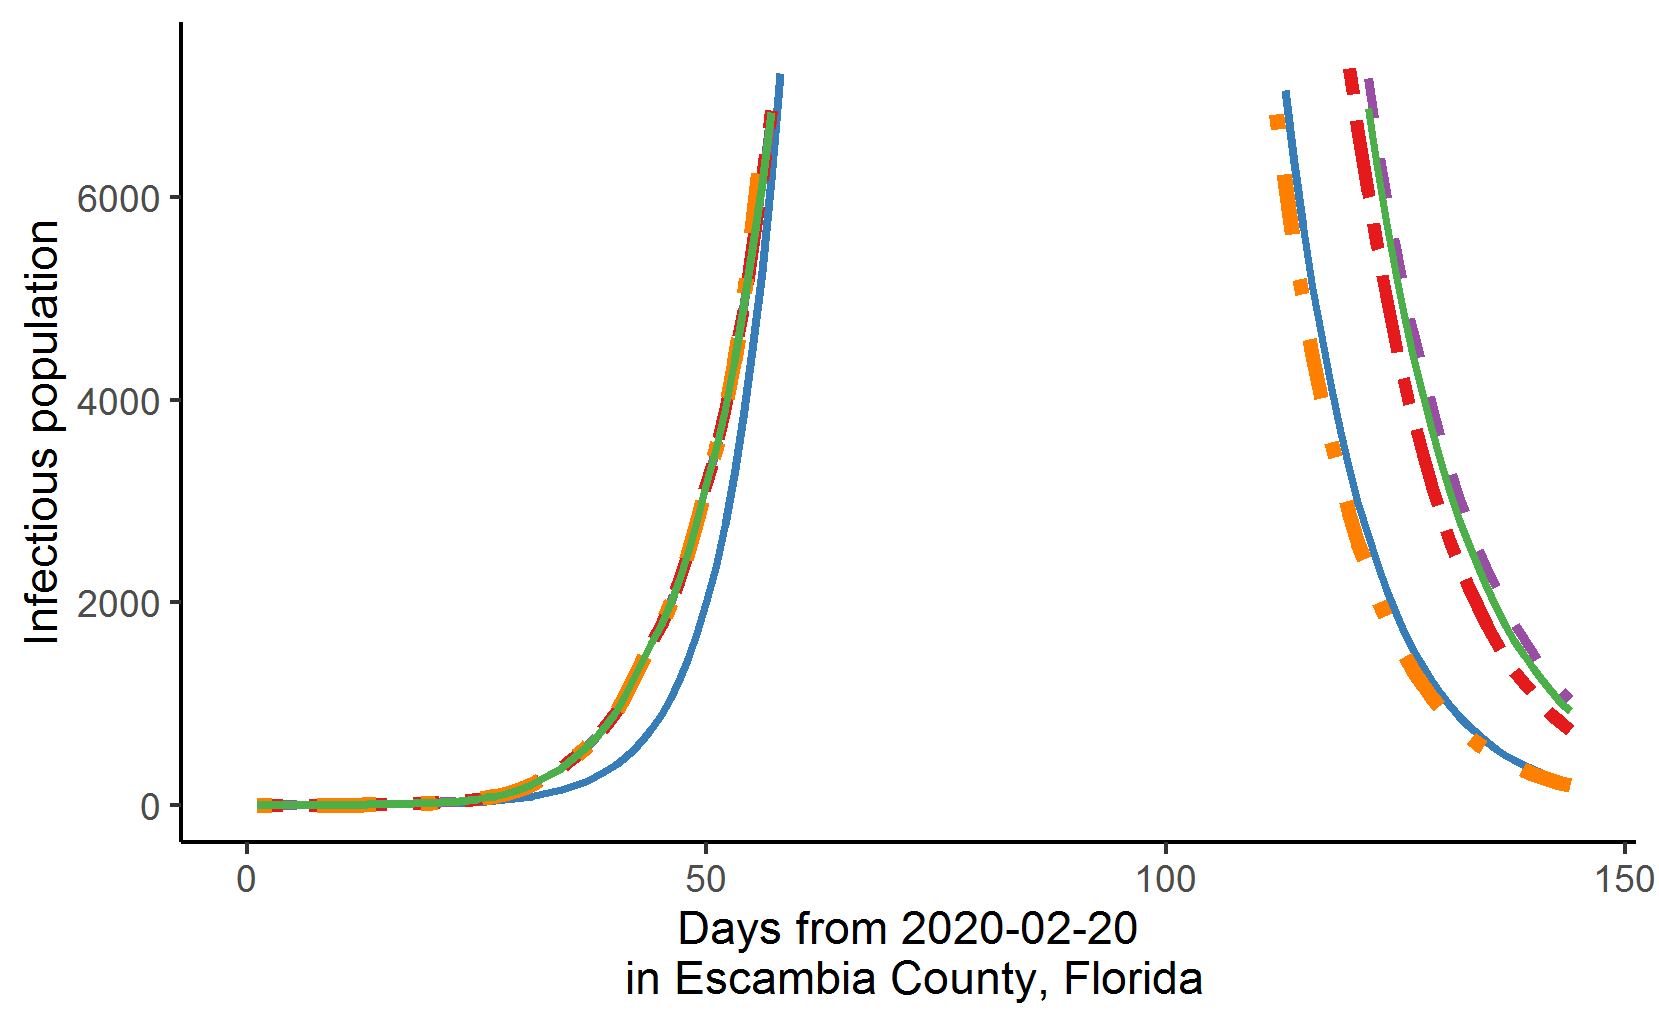 Infectious population
6000
4000
2000
0
0 50 100 150
Days from 2020-02-20
in Escambia County, Florida